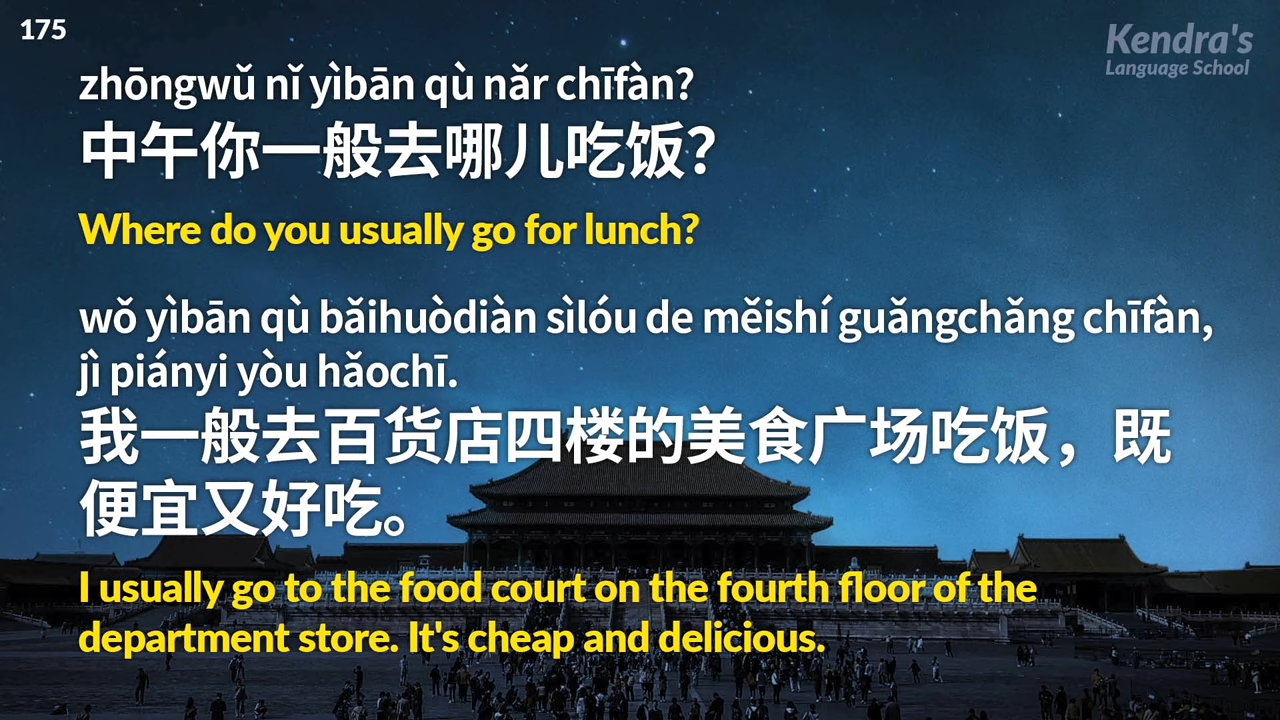 175
Kendra's
Language School
zhōngwǔ nǐ yìbān qù nǎr chīfàn?
中午你一般去哪儿吃饭？
Where do you usually go for lunch?
wǒ yìbān qù bǎihuòdiàn sìlóu de měishí guǎngchǎng chīfàn,
jì piányi yòu hǎochī.
我一般去百货店四楼的美食广场吃饭，既
便宜又好吃。
I usually go to the food court on the fourth floor of the
department store. It's cheap and delicious.